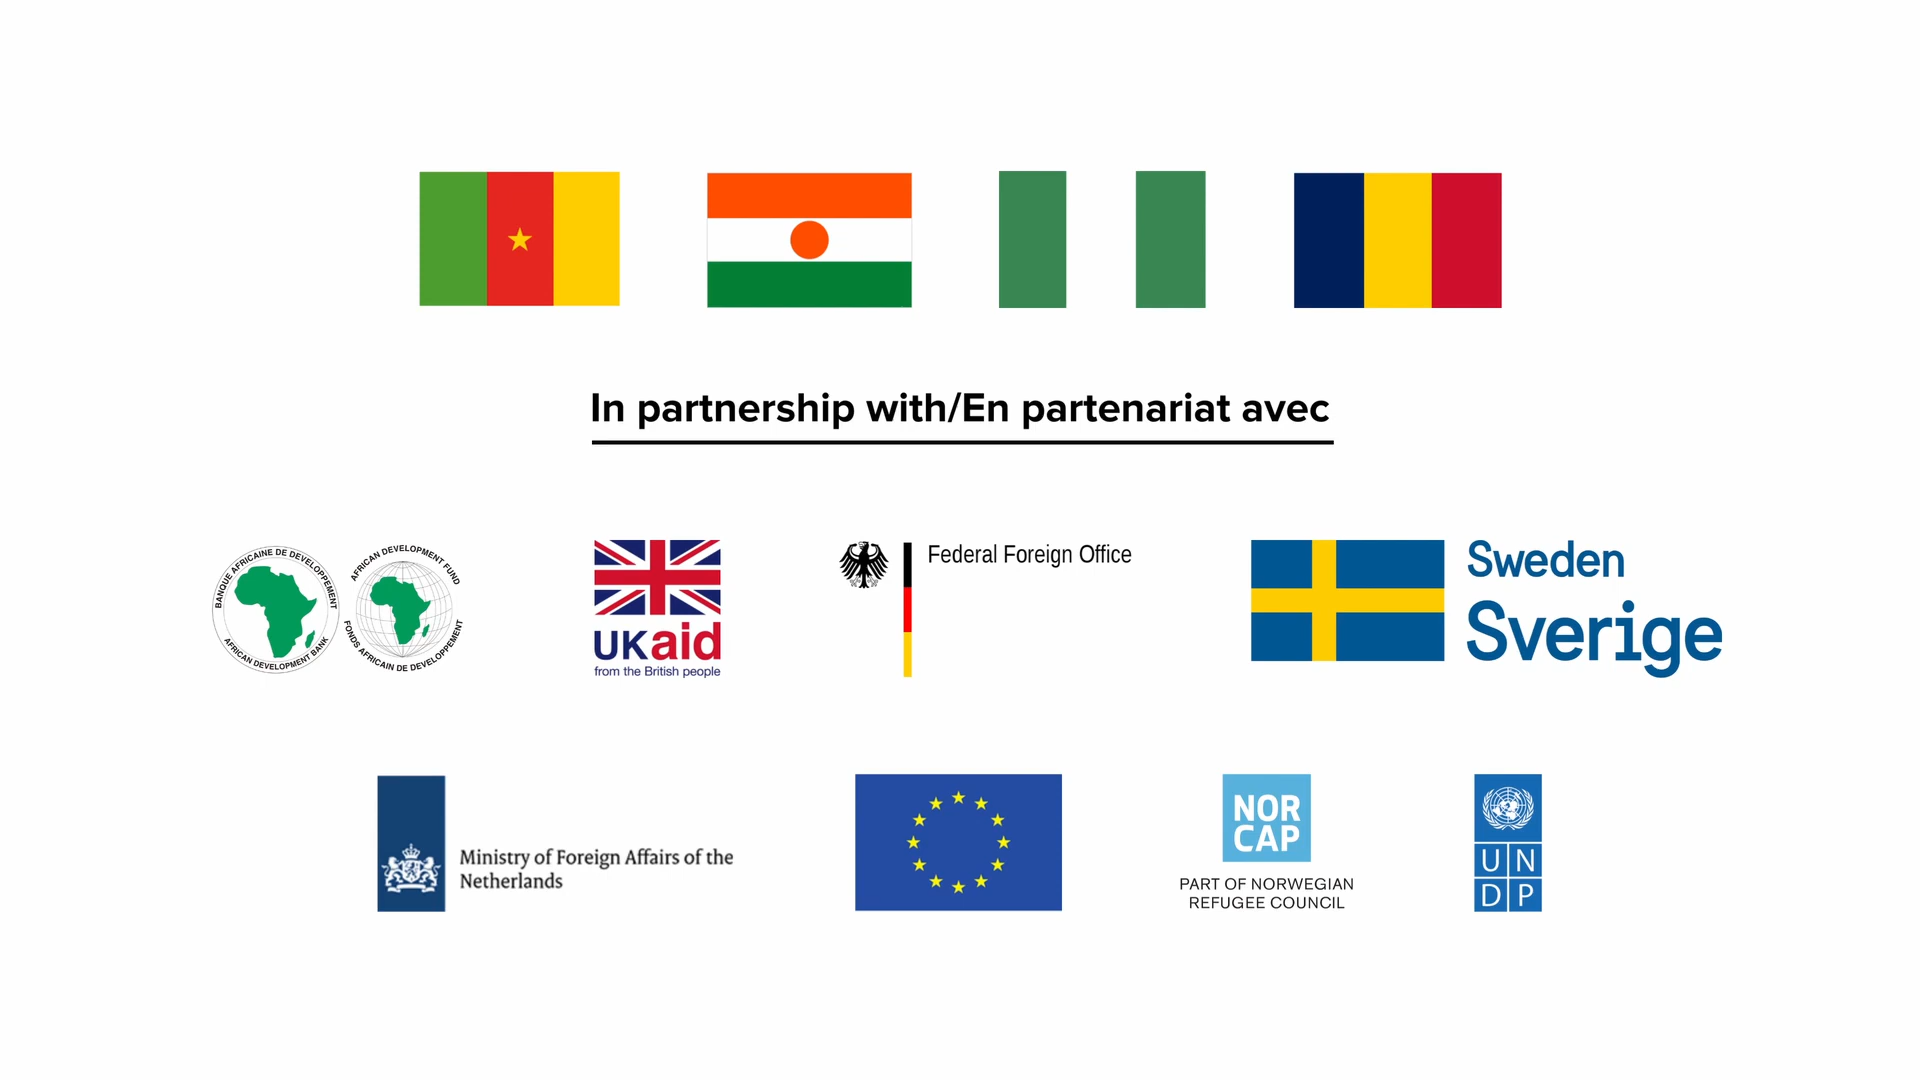 In partnership with/En partenariat avec
BANQUE AFRICAINE DE DEVELOPPEMENT
AFRICAN DEVELOPMENT BANK
AFRICAN DEVELOPMENT FUND
FONDS AFRICAIN DE DEVELOPPEMENT
UKaid
from the British people
Federal Foreign Office
Sweden
Sverige
Ministry of Foreign Affairs of the
Netherlands
NOR
CAP
PART OF NORWEGIAN
REFUGEE COUNCIL
UN
DP